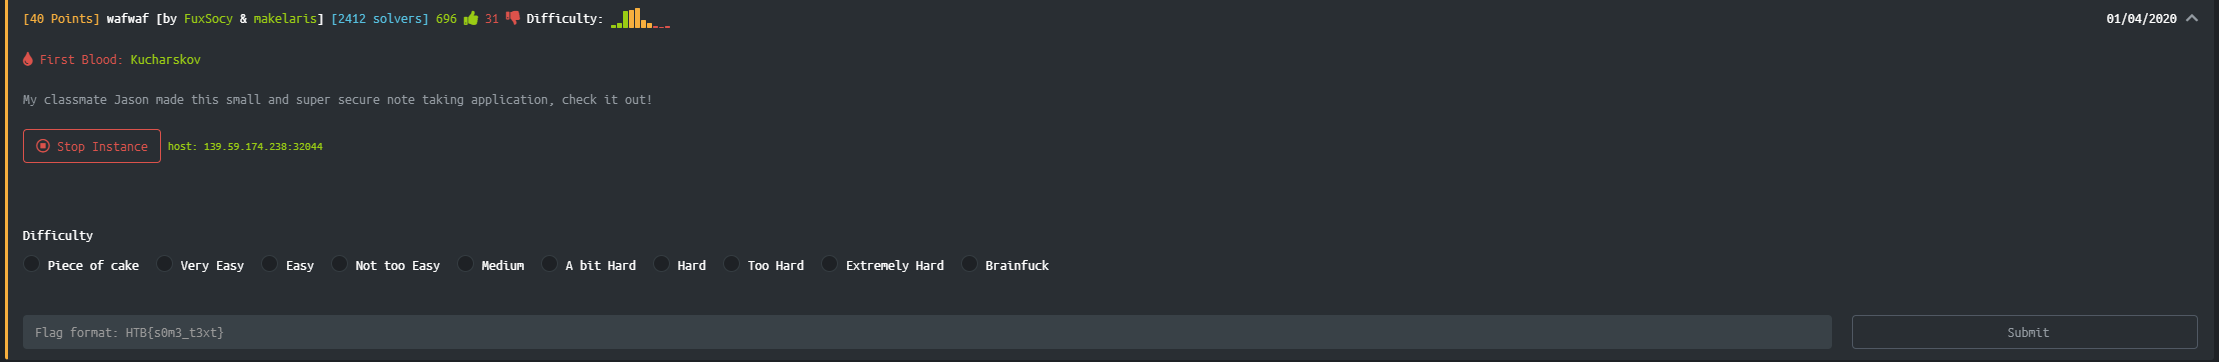 [40 Points] wafwaf [by FuxSocy & makelaris] [2412 solvers] 696 31 Difficulty: 01/04/2020
First Blood: Kucharskov
My classmate Jason made this small and super secure note taking application, check it out!
Stop Instance host: 139.59.174.238:32044
Difficulty
Piece of cake Very Easy Easy Not too Easy Medium A bit Hard Hard Too Hard Extremely Hard Brainfuck
Flag format: HTB{s0m3_t3xt} Submit